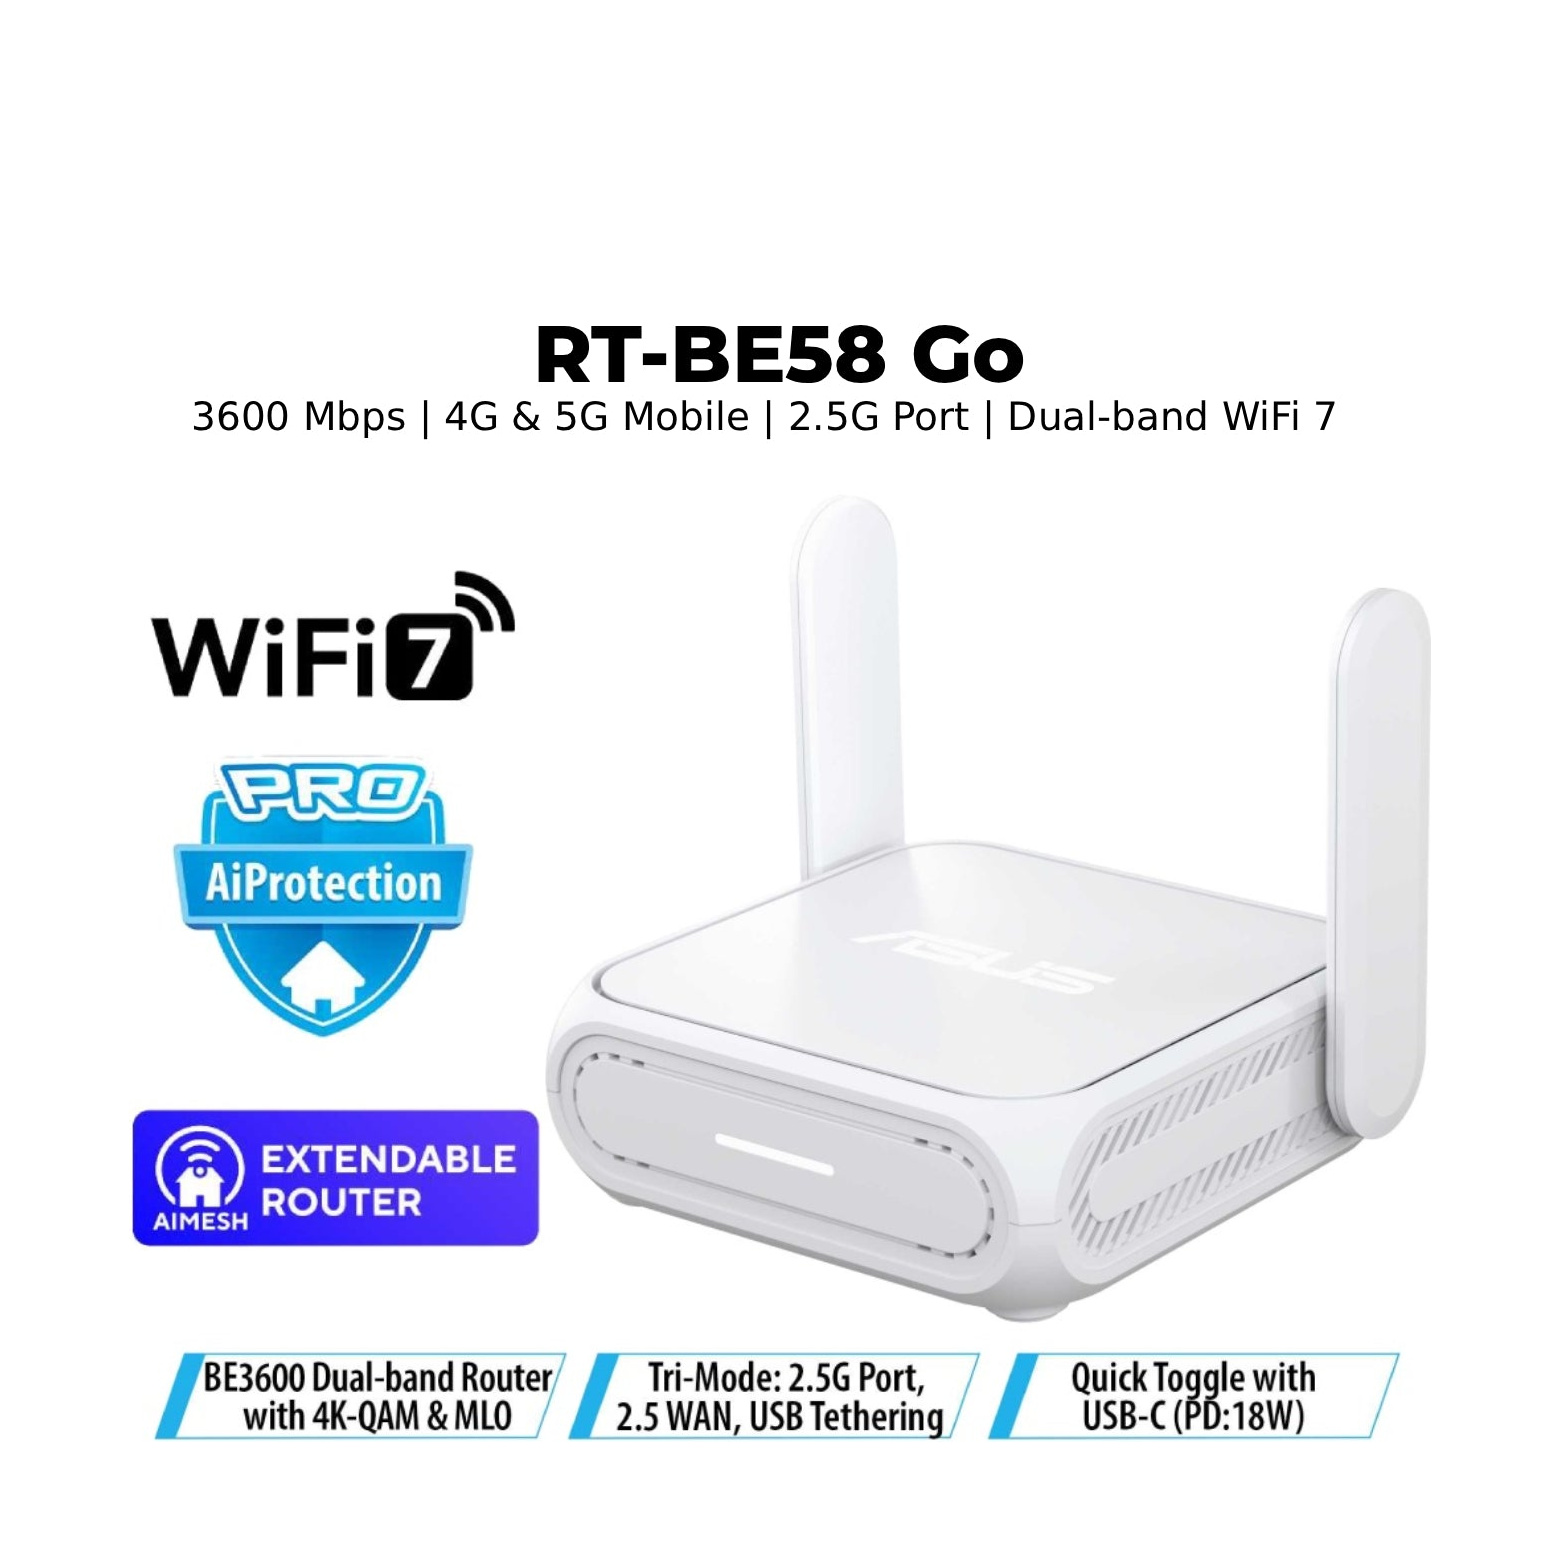 RT-BE58 Go
3600 Mbps | 4G & 5G Mobile | 2.5G Port | Dual-band WiFi 7
WiFi 7
PRO
AiProtection
ASUS
EXTENDABLE
ROUTER
AIMESH
BE3600 Dual-band Router
with 4K-QAM & MLO
Tri-Mode: 2.5G Port,
2.5 WAN, USB Tethering
Quick Toggle with
USB-C (PD:18W)